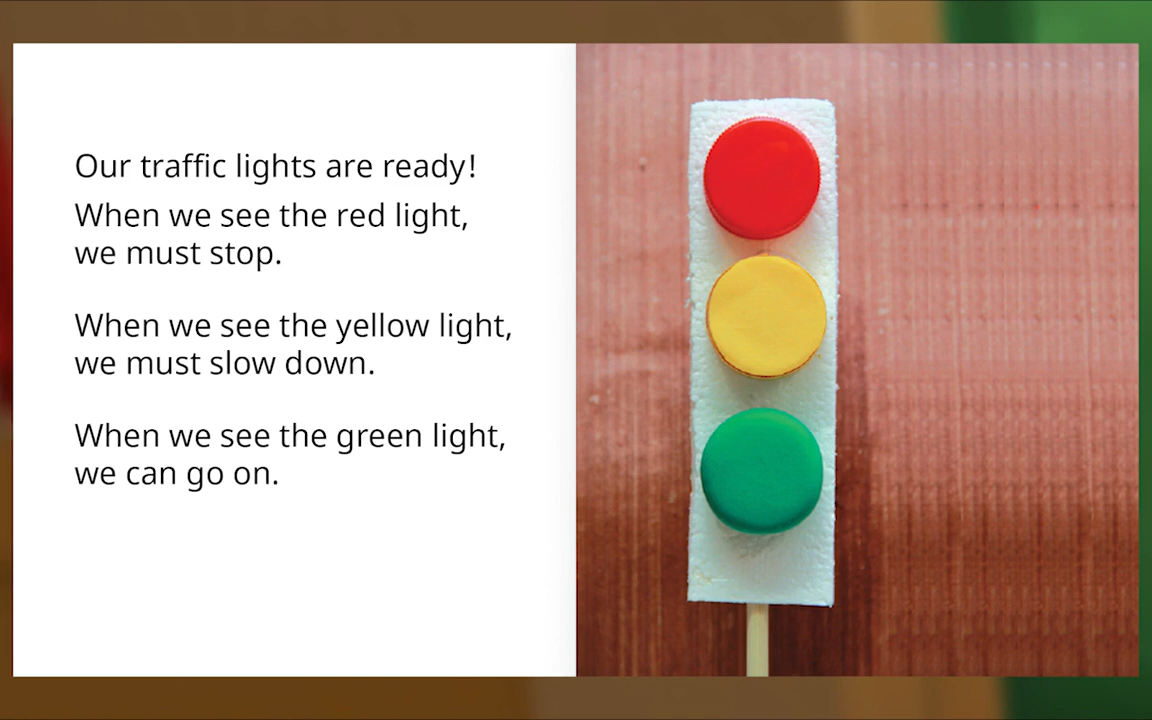 Our traffic lights are ready!
When we see the red light,
we must stop.
When we see the yellow light,
we must slow down.
When we see the green light,
we can go on.